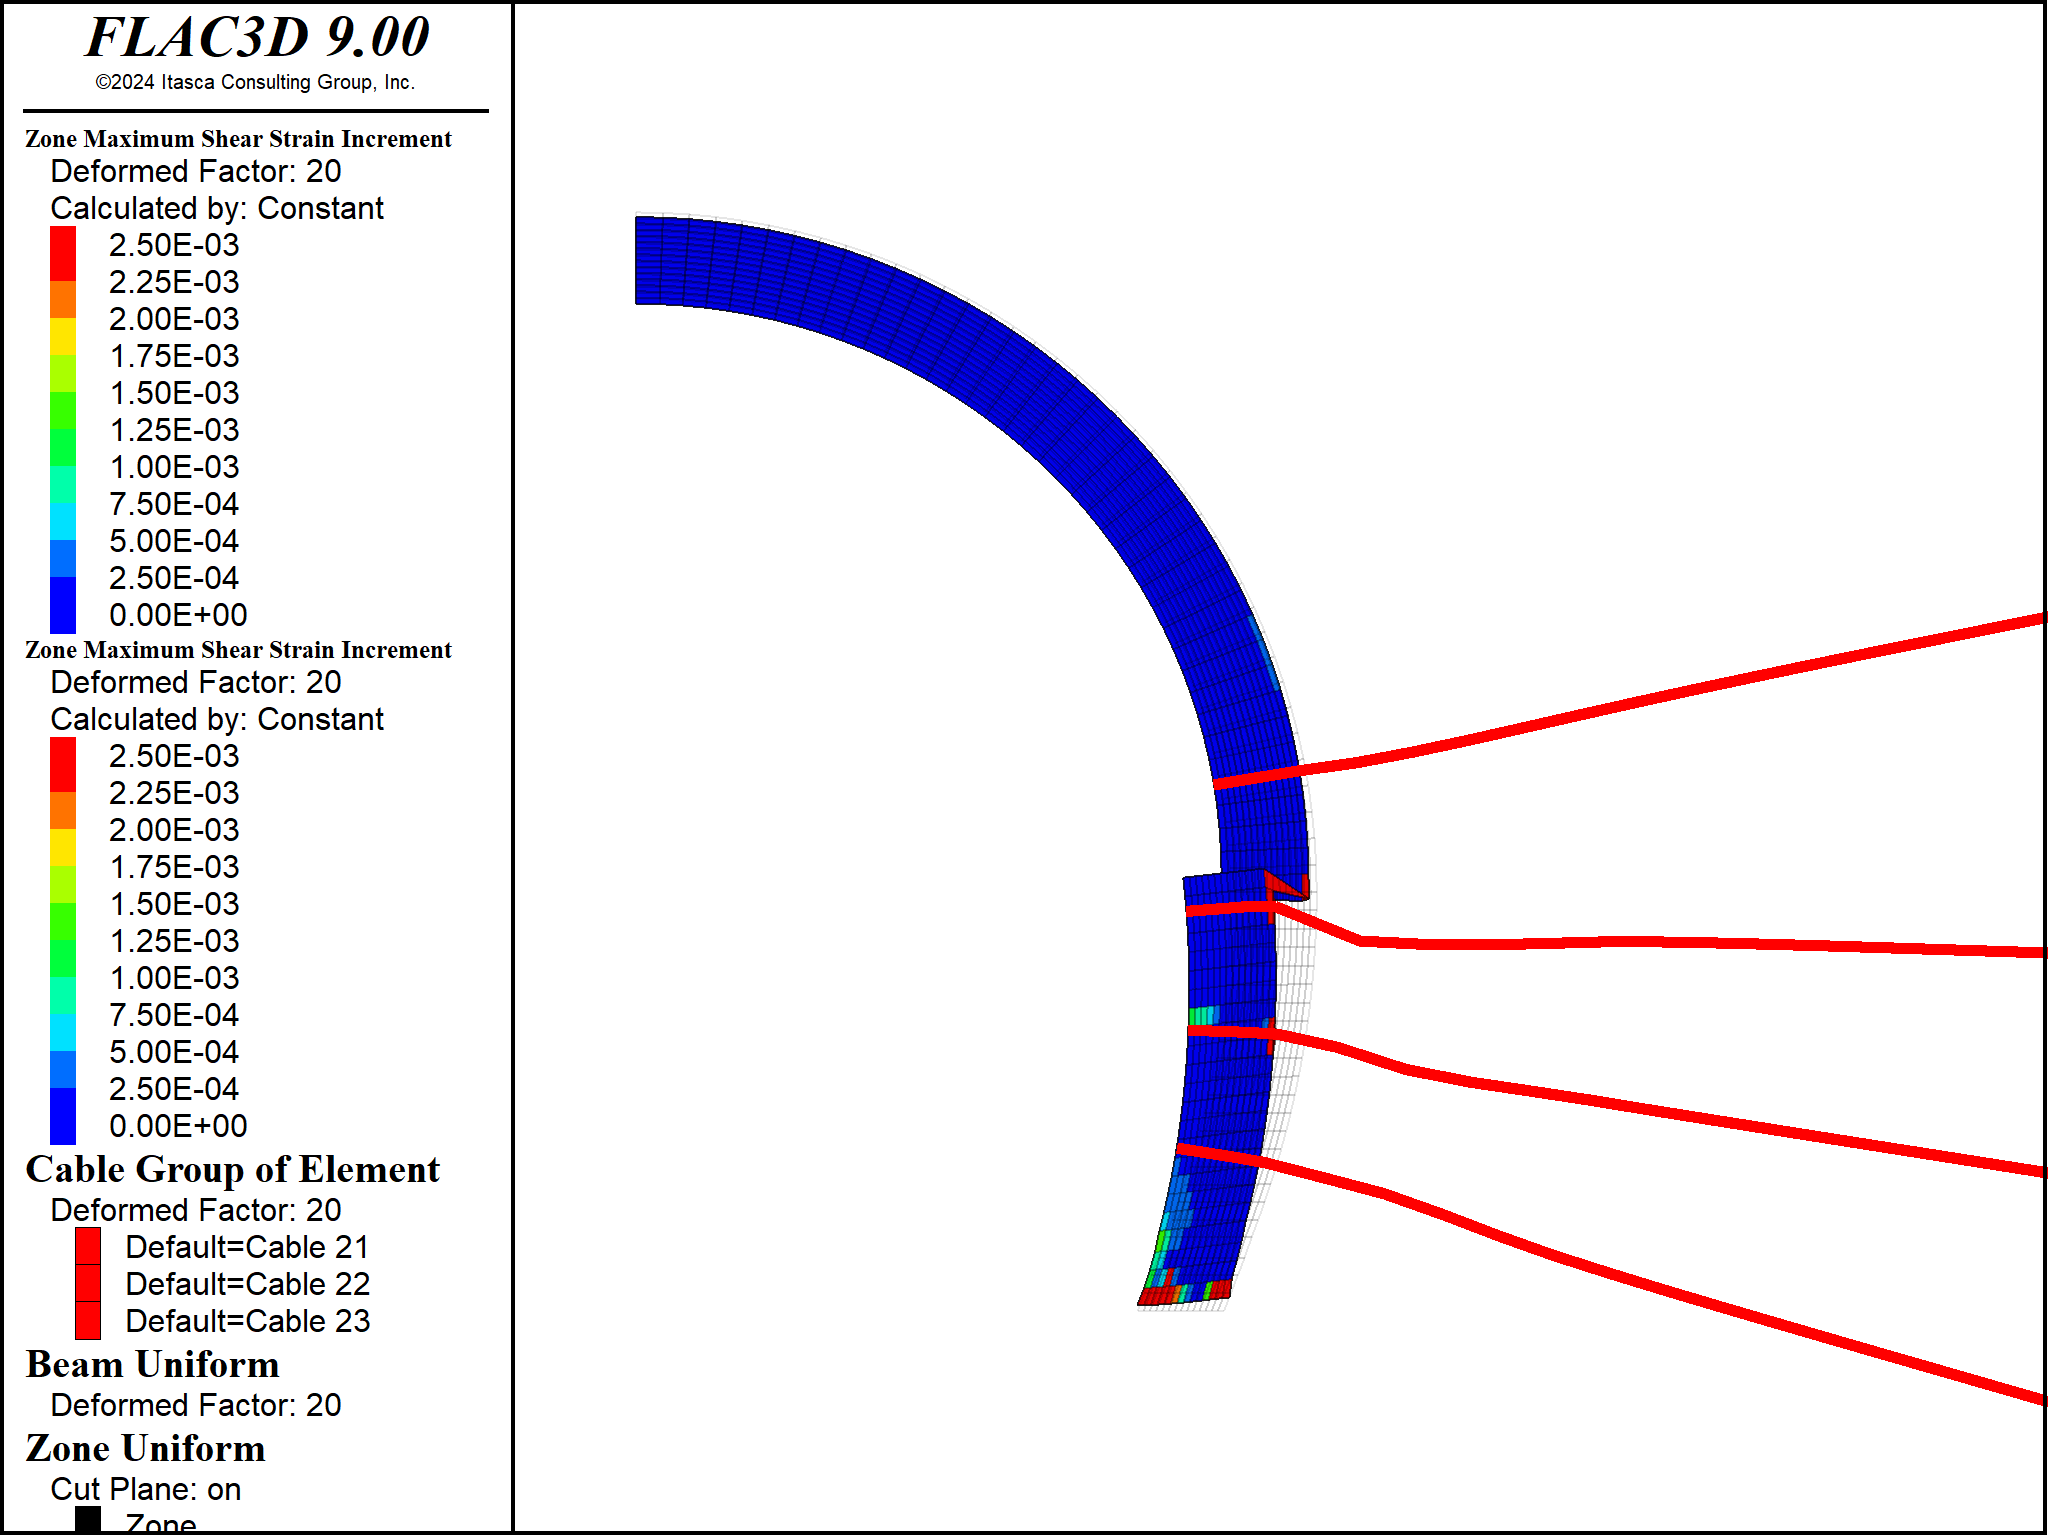 FLAC3D 9.00
©2024 Itasca Consulting Group, Inc.
Zone Maximum Shear Strain Increment
Deformed Factor: 20
Calculated by: Constant
2.50E-03
2.25E-03
2.00E-03
1.75E-03
1.50E-03
1.25E-03
1.00E-03
7.50E-04
5.00E-04
2.50E-04
0.00E+00
Zone Maximum Shear Strain Increment
Deformed Factor: 20
Calculated by: Constant
2.50E-03
2.25E-03
2.00E-03
1.75E-03
1.50E-03
1.25E-03
1.00E-03
7.50E-04
5.00E-04
2.50E-04
0.00E+00
Cable Group of Element
Deformed Factor: 20
Default=Cable 21
Default=Cable 22
Default=Cable 23
Beam Uniform
Deformed Factor: 20
Zone Uniform
Cut Plane: on
Zone